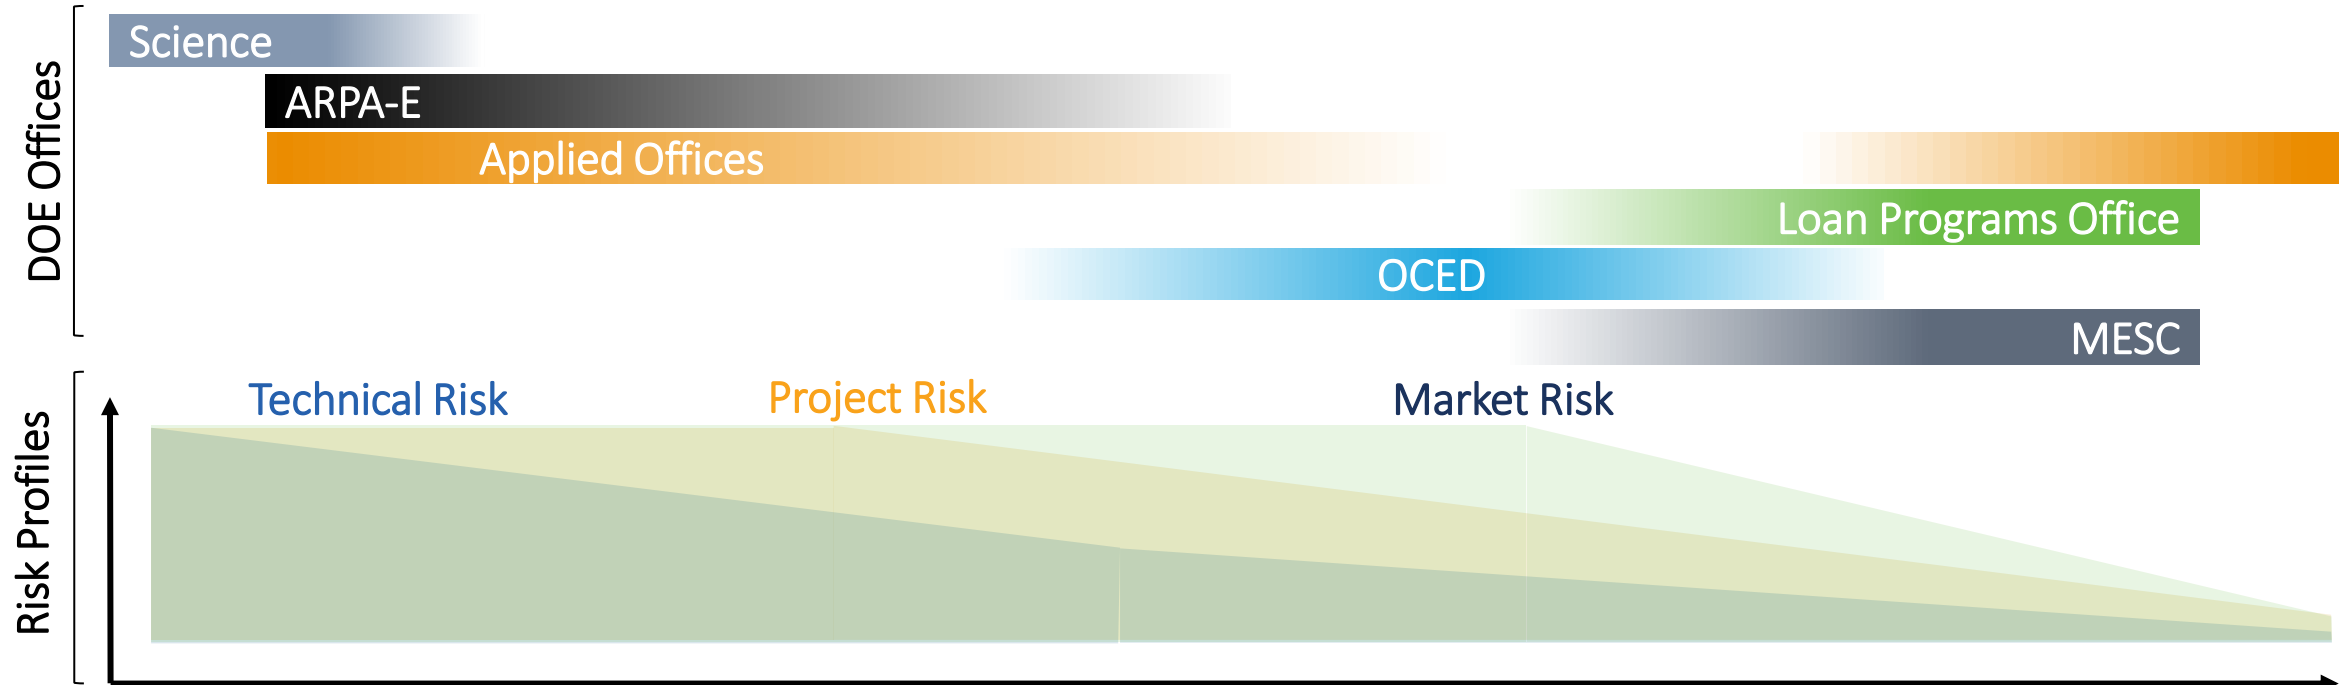 DOE Offices
Science
ARPA-E
Applied Offices
Loan Programs Office
OCED
MESC
Risk Profiles
Technical Risk
Project Risk
Market Risk